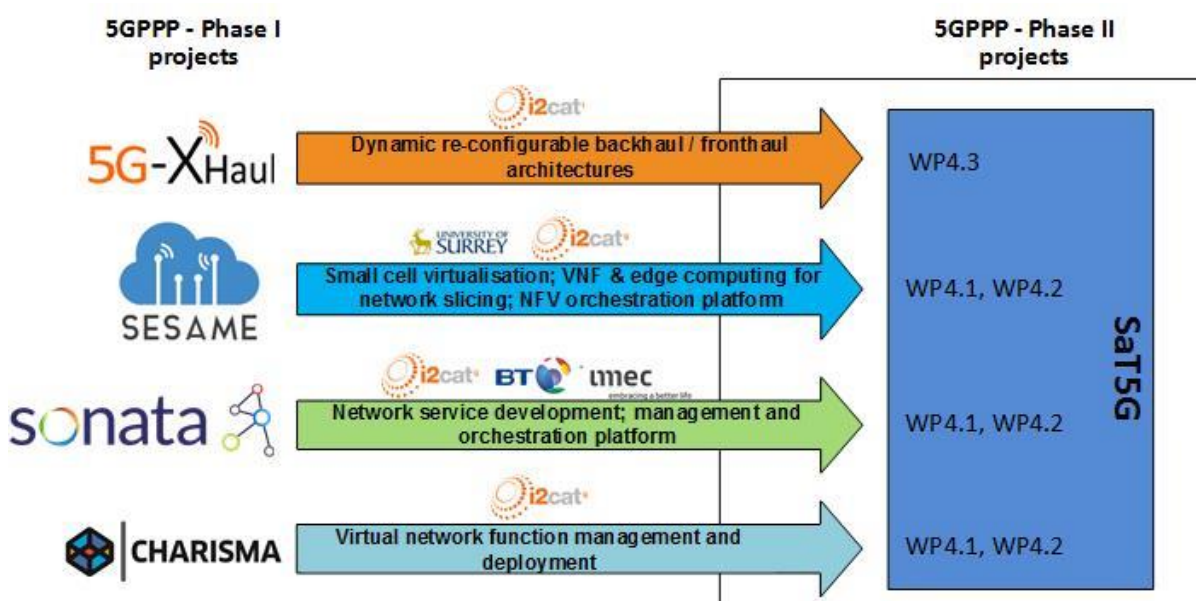 5GPPP - Phase I
projects
5GPPP - Phase II
projects
i2cat
5G-XHaul
Dynamic re-configurable backhaul / fronthaul
architectures
WP4.3
UNIVERSITY OF
SURREY
i2cat
SESAME
Small cell virtualisation; VNF & edge computing for
network slicing; NFV orchestration platform
WP4.1, WP4.2
SaT5G
i2cat
BT
imec
embracing a better life
sonata
Network service development; management and
orchestration platform
WP4.1, WP4.2
i2cat
CHARISMA
Virtual network function management and
deployment
WP4.1, WP4.2